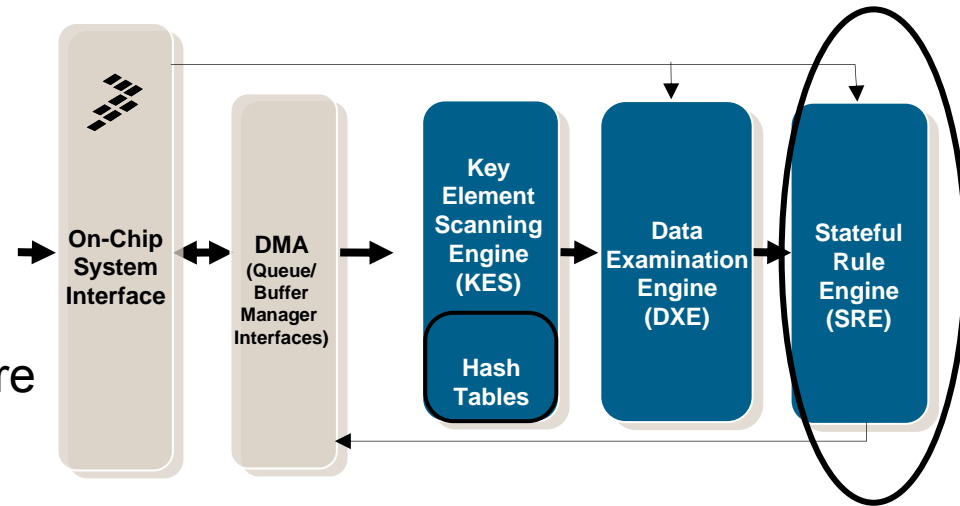 On-Chip
System
Interface
DMA
(Queue/
Buffer
Manager
Interfaces)
Key
Element
Scanning
Engine
(KES)
Hash
Tables
Data
Examination
Engine
(DXE)
Stateful
Rule
Engine
(SRE)
re